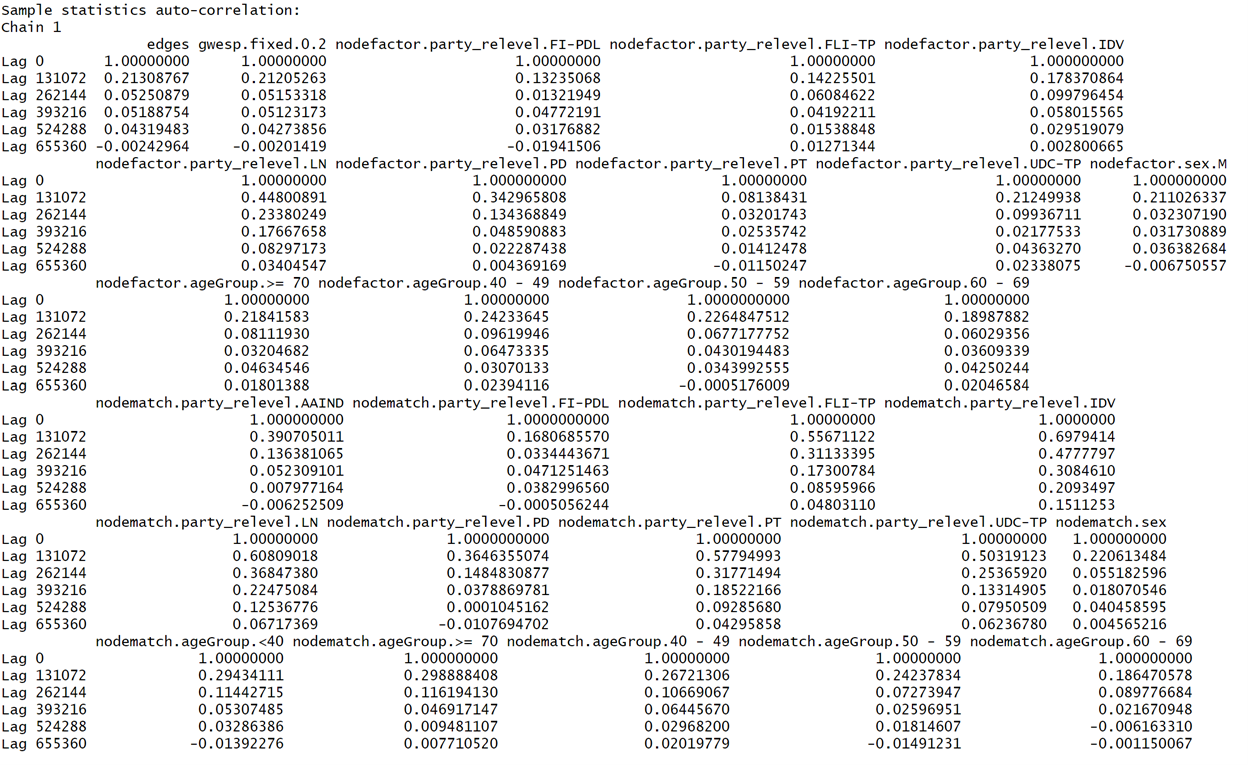 Sample statistics auto-correlation:
Chain 1
edges gwesp.fixed.0.2 nodefactor.party_relevel.FI-PDL nodefactor.party_relevel.FLI-TP nodefactor.party_relevel.IDV
Lag 0 1.00000000 1.00000000 1.00000000 1.00000000 1.000000000
Lag 131072 0.21308767 0.21205263 0.13235068 0.14225501 0.178370864
Lag 262144 0.05250879 0.05153318 0.01321949 0.06084622 0.099796454
Lag 393216 0.05188754 0.05123173 0.04772191 0.04192211 0.058015565
Lag 524288 0.04319483 0.04273856 0.03176882 0.01538848 0.029519079
Lag 655360 -0.00242964 -0.00201419 -0.01941506 0.01271344 0.002800665
nodefactor.party_relevel.LN nodefactor.party_relevel.PD nodefactor.party_relevel.PT nodefactor.party_relevel.UDC-TP nodefactor.sex.M
Lag 0 1.00000000 1.000000000 1.00000000 1.00000000 1.000000000
Lag 131072 0.44800891 0.342965808 0.08138431 0.21249938 0.211026337
Lag 262144 0.23380249 0.134368849 0.03201743 0.09936711 0.032307190
Lag 393216 0.17667658 0.048590883 0.02535742 0.02177533 0.031730889
Lag 524288 0.08297173 0.022287438 0.01412478 0.04363270 0.036382684
Lag 655360 0.03404547 0.004369169 -0.01150247 0.02338075 -0.006750557
nodefactor.ageGroup.>= 70 nodefactor.ageGroup.40 - 49 nodefactor.ageGroup.50 - 59 nodefactor.ageGroup.60 - 69
Lag 0 1.00000000 1.00000000 1.0000000000 1.00000000
Lag 131072 0.21841583 0.24233645 0.2264847512 0.18987882
Lag 262144 0.08111930 0.09619946 0.0677177752 0.06029356
Lag 393216 0.03204682 0.06473335 0.0430194483 0.03609339
Lag 524288 0.04634546 0.03070133 0.0343992555 0.04250244
Lag 655360 0.01801388 0.02394116 -0.0005176009 0.02046584
nodematch.party_relevel.AAIND nodematch.party_relevel.FI-PDL nodematch.party_relevel.FLI-TP nodematch.party_relevel.IDV
Lag 0 1.000000000 1.0000000000 1.00000000 1.0000000
Lag 131072 0.390705011 0.1680685570 0.55671122 0.6979414
Lag 262144 0.136381065 0.0334443671 0.31133395 0.4777797
Lag 393216 0.052309101 0.0471251463 0.17300784 0.3084610
Lag 524288 0.007977164 0.0382996560 0.08595966 0.2093497
Lag 655360 -0.006252509 -0.0005056244 0.04803110 0.1511253
nodematch.party_relevel.LN nodematch.party_relevel.PD nodematch.party_relevel.PT nodematch.party_relevel.UDC-TP nodematch.sex
Lag 0 1.00000000 1.0000000000 1.00000000 1.00000000 1.000000000
Lag 131072 0.60809018 0.3646355074 0.57794993 0.50319123 0.220613484
Lag 262144 0.36847380 0.1484830877 0.31771494 0.25365920 0.055182596
Lag 393216 0.22475084 0.0378869781 0.18522166 0.13314905 0.018070546
Lag 524288 0.12536776 0.0001045162 0.09285680 0.07950509 0.040458595
Lag 655360 0.06717369 -0.0107694702 0.04295858 0.06236780 0.004565216
nodematch.ageGroup.<40 nodematch.ageGroup.>= 70 nodematch.ageGroup.40 - 49 nodematch.ageGroup.50 - 59 nodematch.ageGroup.60 - 69
Lag 0 1.00000000 1.000000000 1.00000000 1.00000000 1.000000000
Lag 131072 0.29434111 0.298888408 0.26721306 0.24237834 0.186470578
Lag 262144 0.11442715 0.116194130 0.10669067 0.07273947 0.089776684
Lag 393216 0.05307485 0.046917147 0.06445670 0.02596951 0.021670948
Lag 524288 0.03286386 0.009481107 0.02968200 0.01814607 -0.006163310
Lag 655360 -0.01392276 0.007710520 0.02019779 -0.01491231 -0.001150067